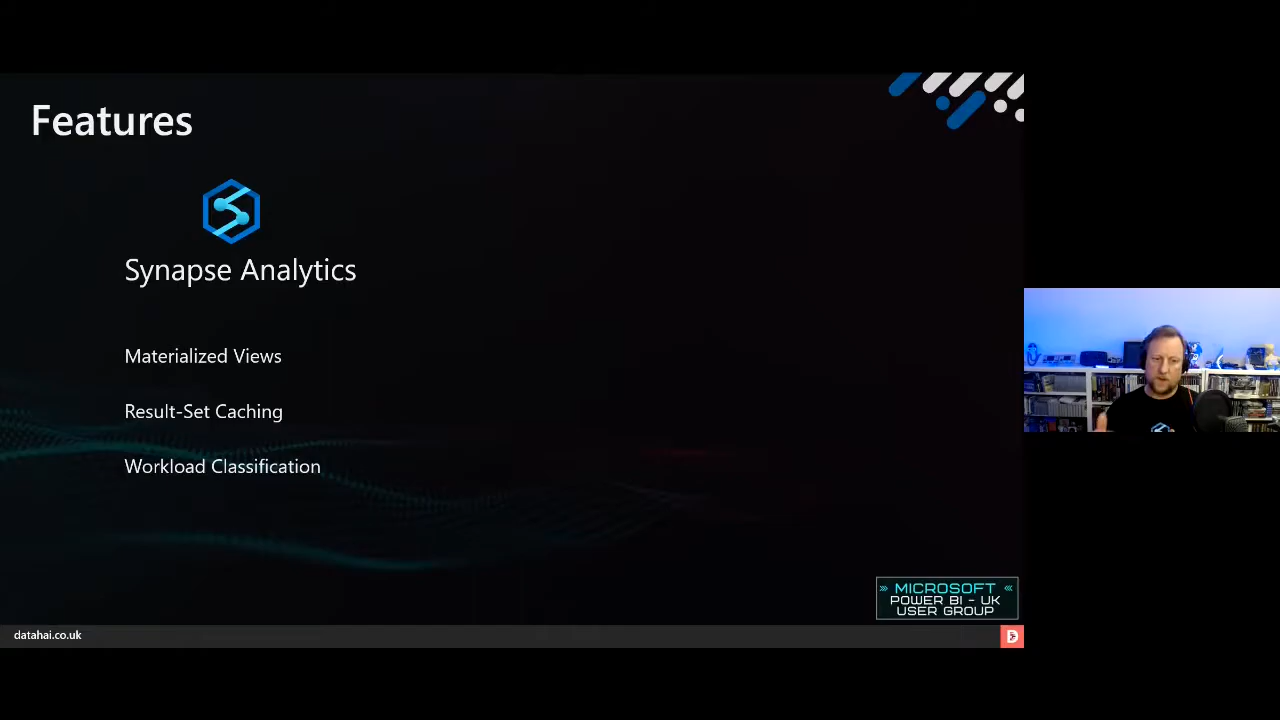 Features
Synapse Analytics
Materialized Views
Result-Set Caching
Workload Classification
MICROSOFT
POWER BI - UK
USER GROUP
datahai.co.uk